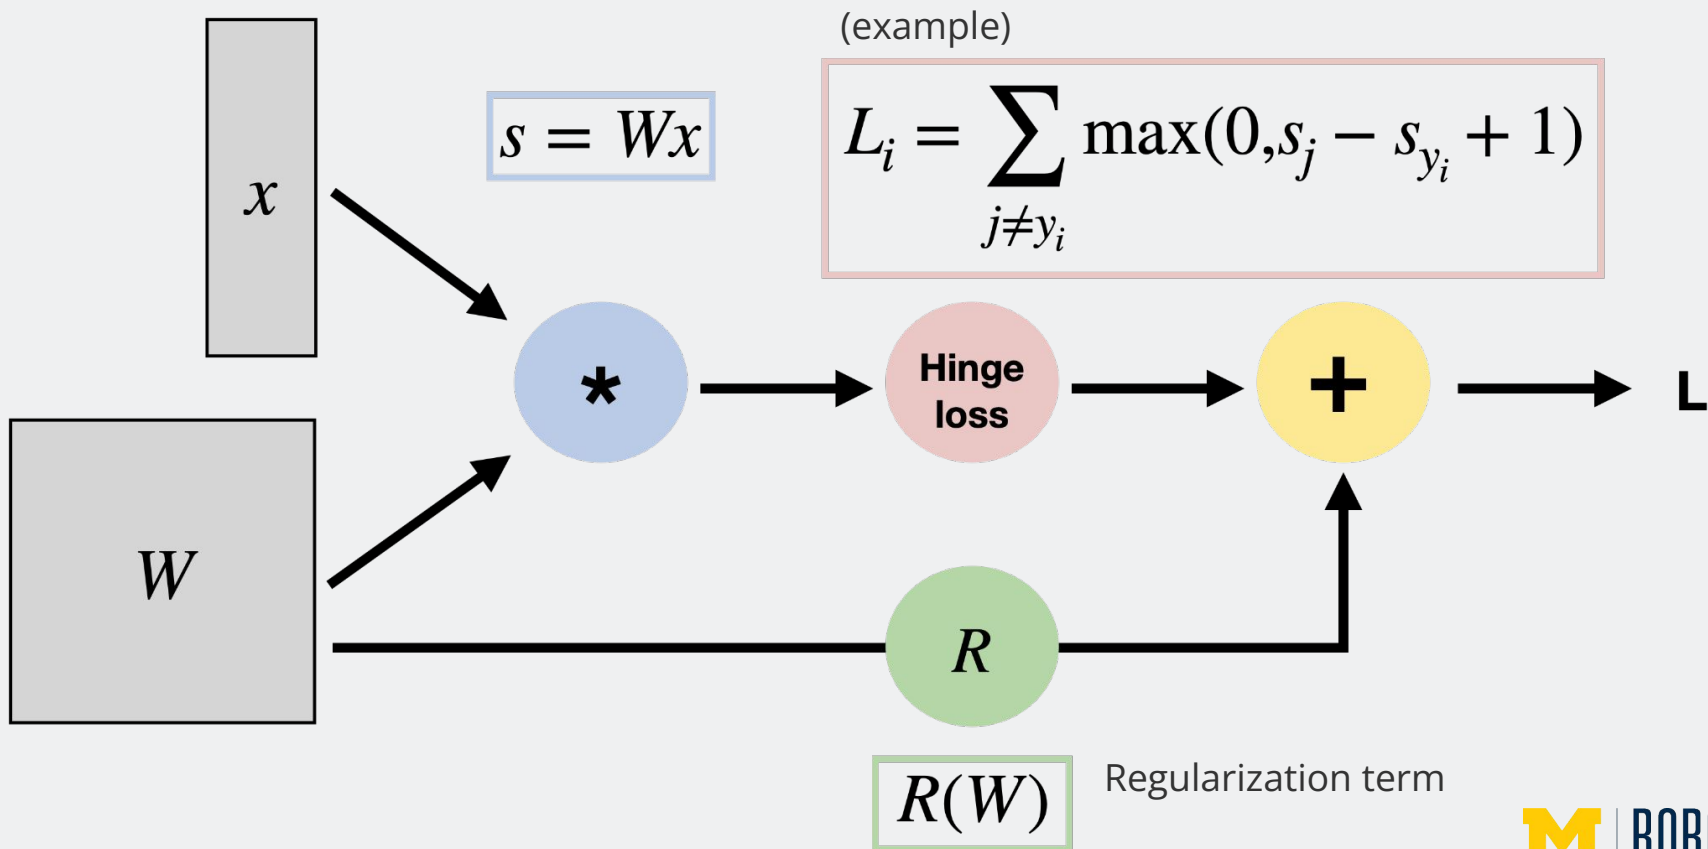 (example)
s = Wx
L_i = ∑_{j≠y_i} max(0,s_j − s_{y_i} + 1)
x
*
Hinge
loss
+
L
W
R
R(W)
Regularization term
M